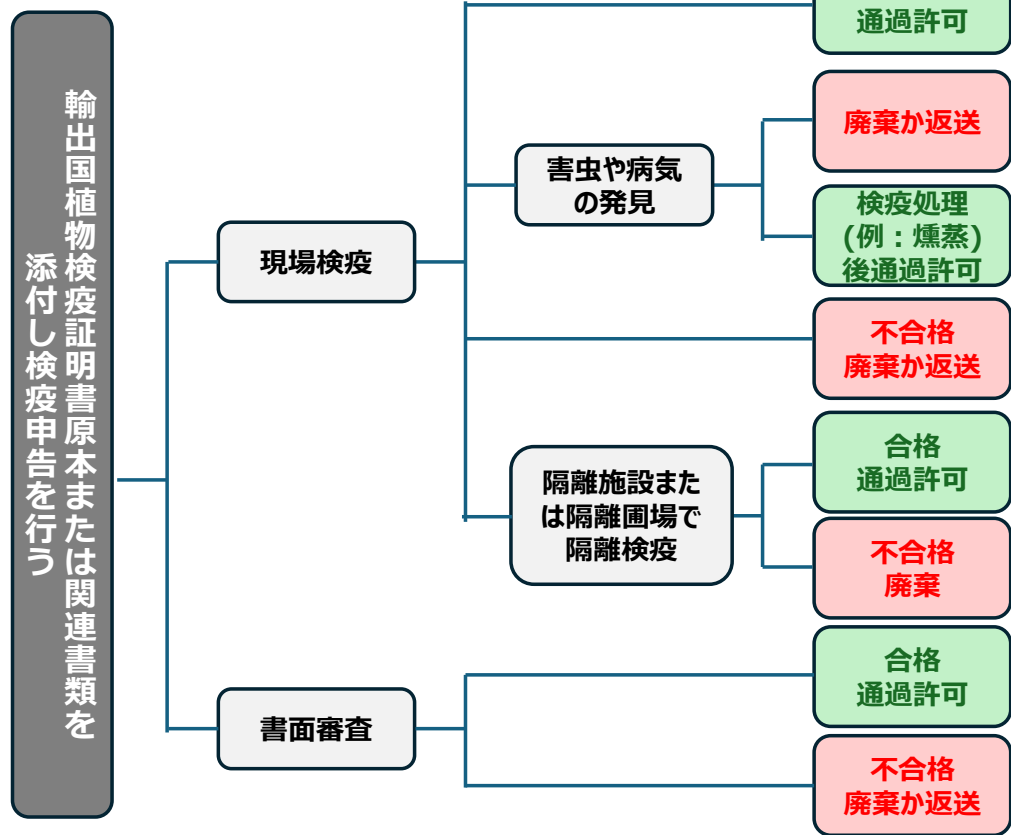 輸出国植物検疫証明書原本または関連書類を
添付し検疫申告を行う
現場検疫
通過許可
害虫や病気
の発見
廃棄か返送
検疫処理
(例：燻蒸)
後通過許可
不合格
廃棄か返送
隔離施設また
は隔離圃場で
隔離検疫
合格
通過許可
不合格
廃棄
書面審査
合格
通過許可
不合格
廃棄か返送